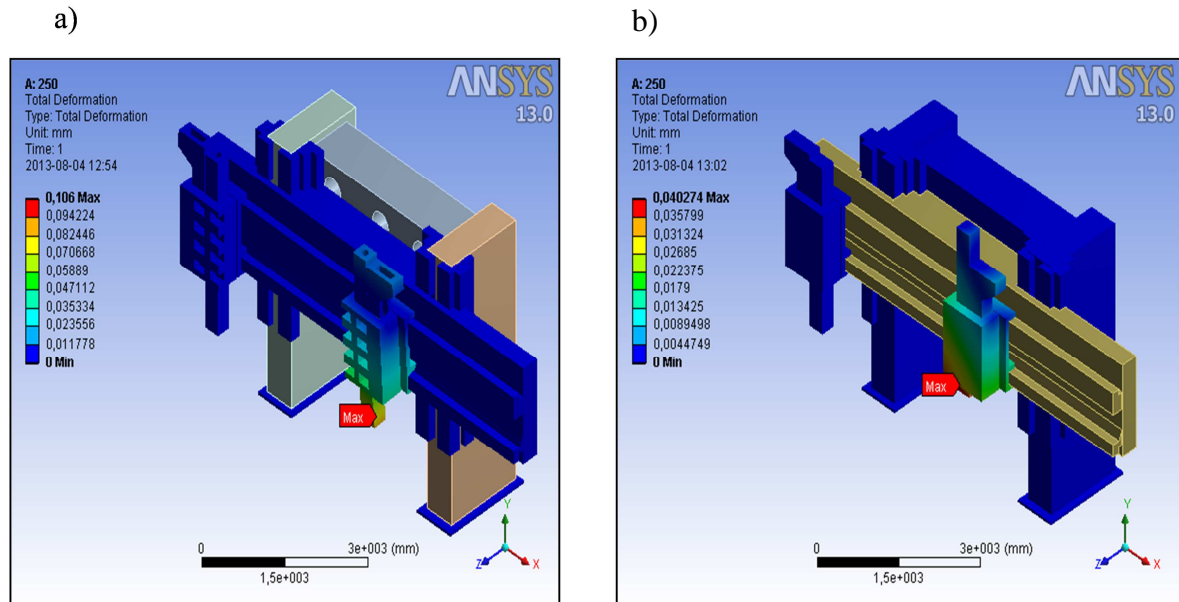 a)
b)
ANSYS
13.0
A: 250
Total Deformation
Type: Total Deformation
Unit: mm
Time: 1
2013-08-04 12:54
0,106 Max
0,094224
0,082446
0,070668
0,05889
0,047112
0,035334
0,023556
0,011778
0 Min
Max
Y
Z
X
0
3e+003 (mm)
1,5e+003
ANSYS
13.0
A: 250
Total Deformation
Type: Total Deformation
Unit: mm
Time: 1
2013-08-04 13:02
0,040274 Max
0,035799
0,031324
0,02685
0,022375
0,0179
0,013425
0,0089498
0,0044749
0 Min
Max
Y
Z
X
0
3e+003 (mm)
1,5e+003